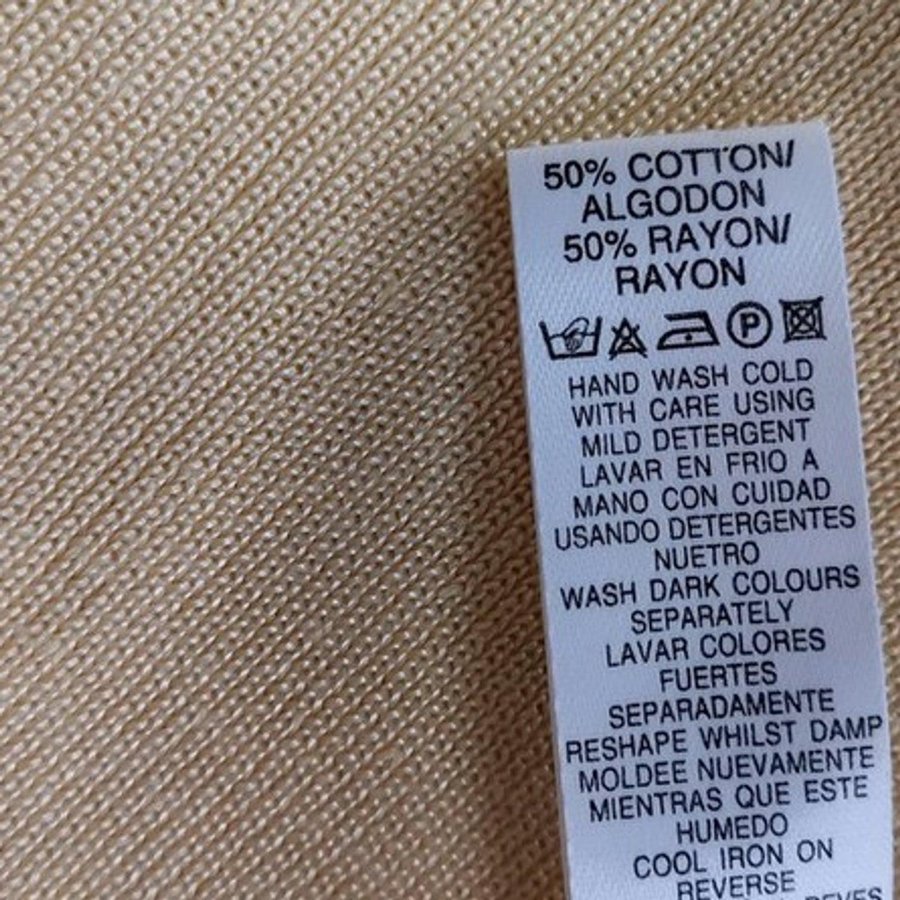 50% COTTON/
ALGODON
50% RAYON/
RAYON
P
HAND WASH COLD
WITH CARE USING
MILD DETERGENT
LAVAR EN FRIO A
MANO CON CUIDAD
USANDO DETERGENTES
NUETRO
WASH DARK COLOURS
SEPARATELY
LAVAR COLORES
FUERTES
SEPARADAMENTE
RESHAPE WHILST DAMP
MOLDEE NUEVAMENTE
MIENTRAS QUE ESTE
HUMEDO
COOL IRON ON
REVERSE